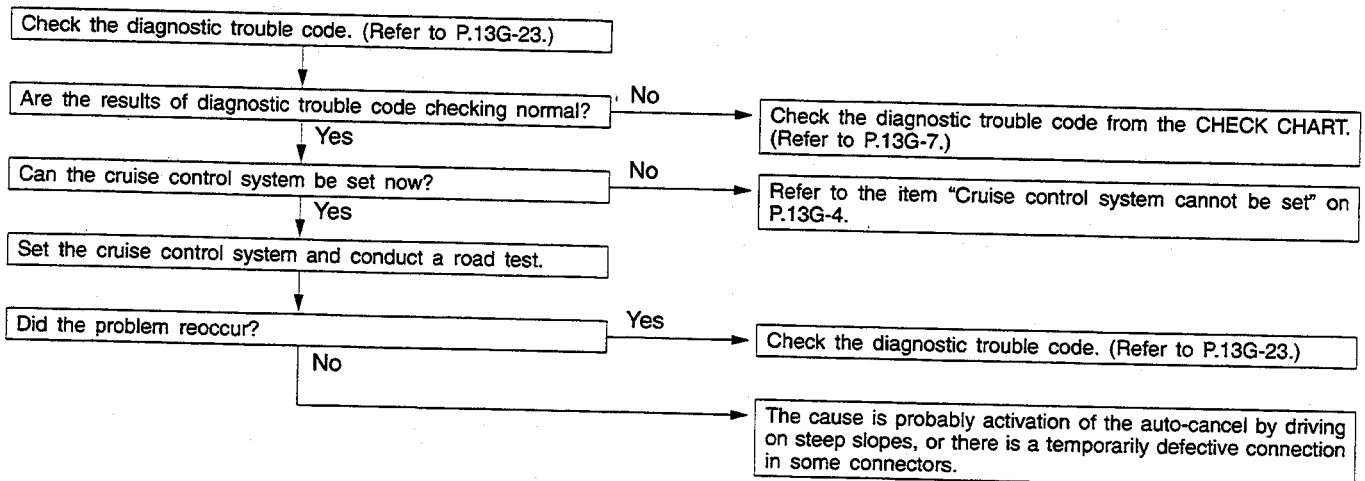 Check the diagnostic trouble code. (Refer to P.13G-23.)
Are the results of diagnostic trouble code checking normal?
No
Check the diagnostic trouble code from the CHECK CHART.
(Refer to P.13G-7.)
Yes
Can the cruise control system be set now?
No
Refer to the item “Cruise control system cannot be set” on
P.13G-4.
Yes
Set the cruise control system and conduct a road test.
Did the problem reoccur?
Yes
Check the diagnostic trouble code. (Refer to P.13G-23.)
No
The cause is probably activation of the auto-cancel by driving
on steep slopes, or there is a temporarily defective connection
in some connectors.